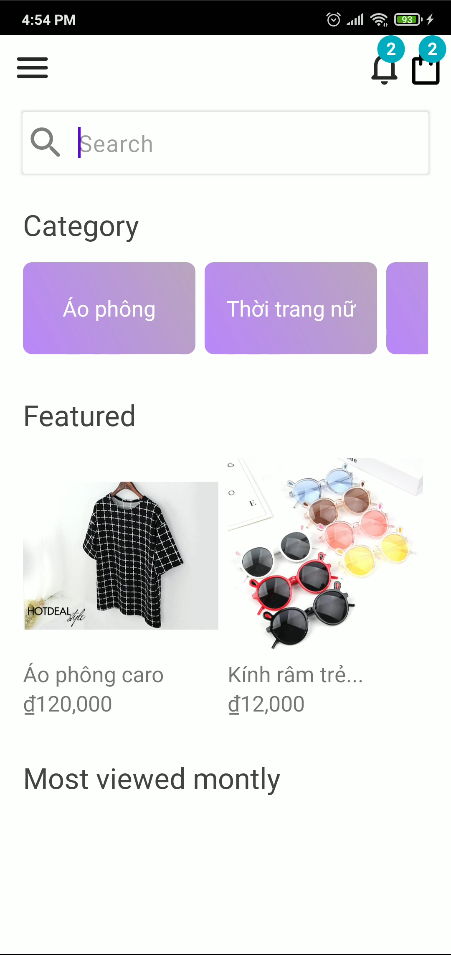 4:54 PM
93
2
2
Search
Category
Áo phông
Thời trang nữ
Featured
E
HOTDEAL
style
Áo phông caro
Kính râm trẻ...
₫120,000
₫12,000
Most viewed montly